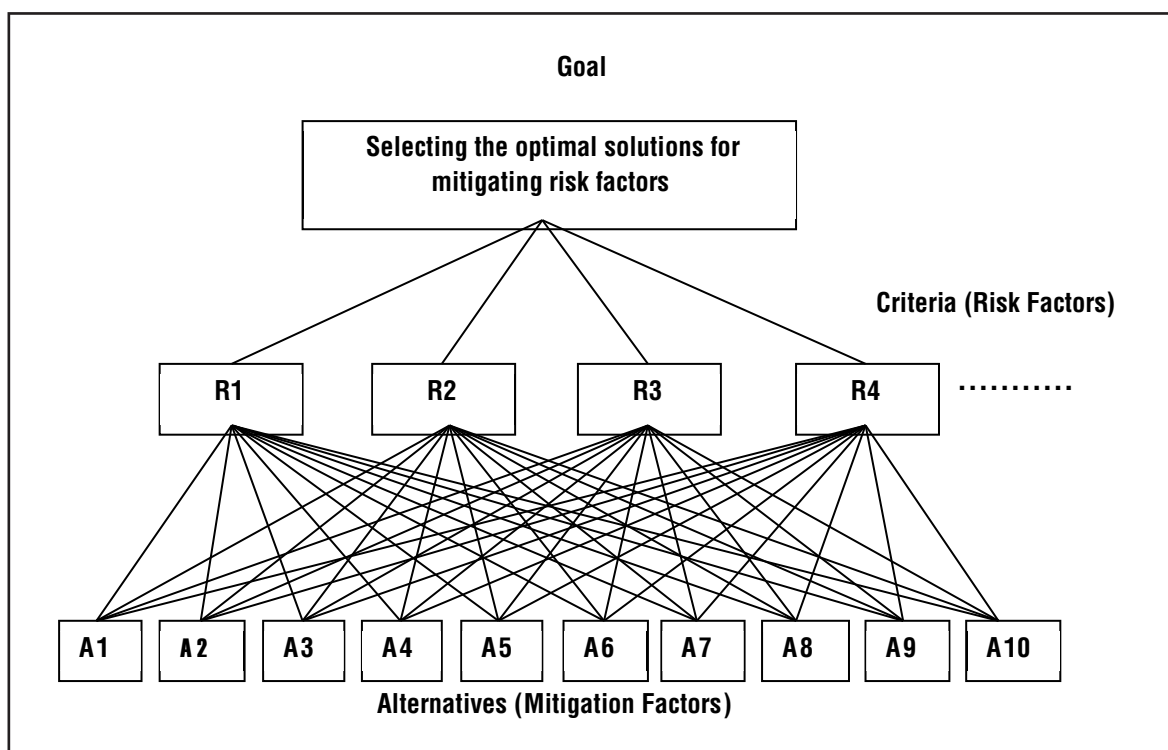 Goal
Selecting the optimal solutions for
mitigating risk factors
Criteria (Risk Factors)
R1 R2 R3 R4 ...........
A1 A2 A3 A4 A5 A6 A7 A8 A9 A10
Alternatives (Mitigation Factors)